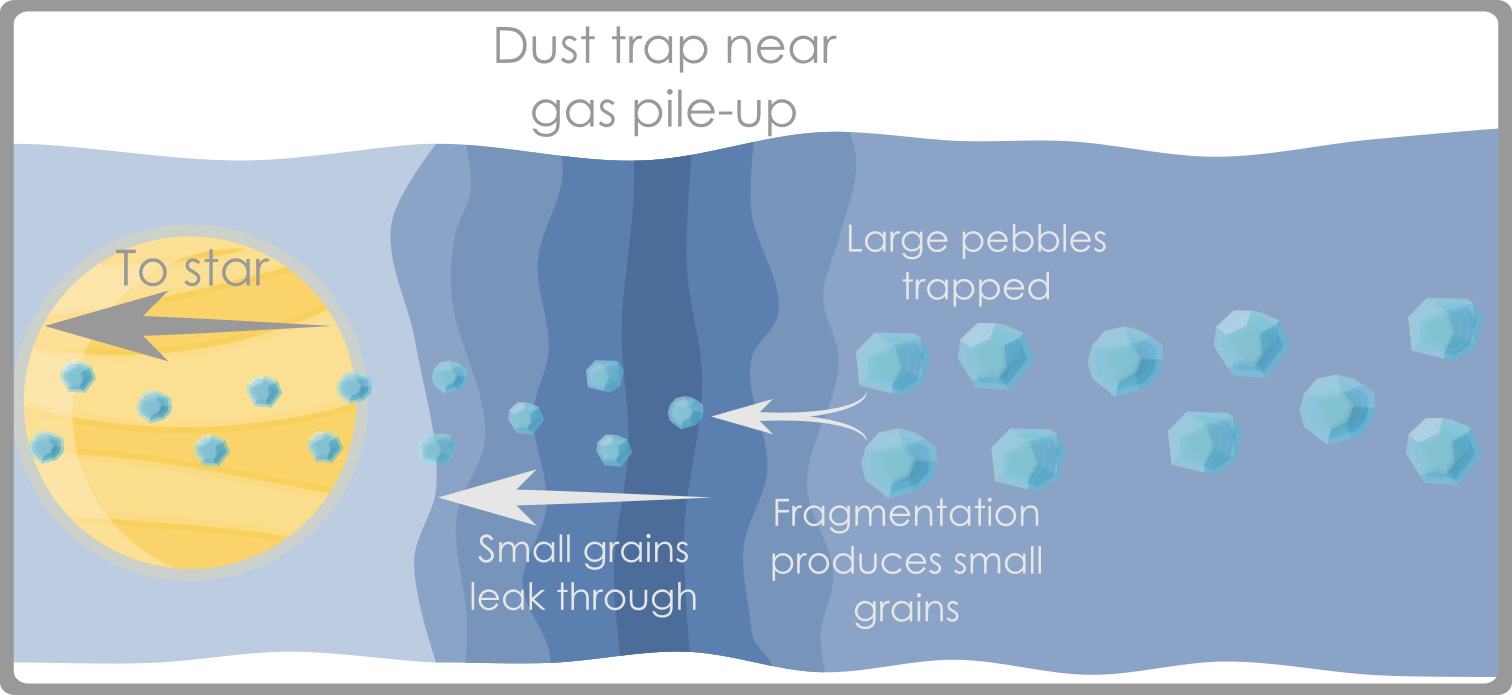 Dust trap near
gas pile-up
To star
Large pebbles
trapped
Fragmentation
produces small
grains
Small grains
leak through